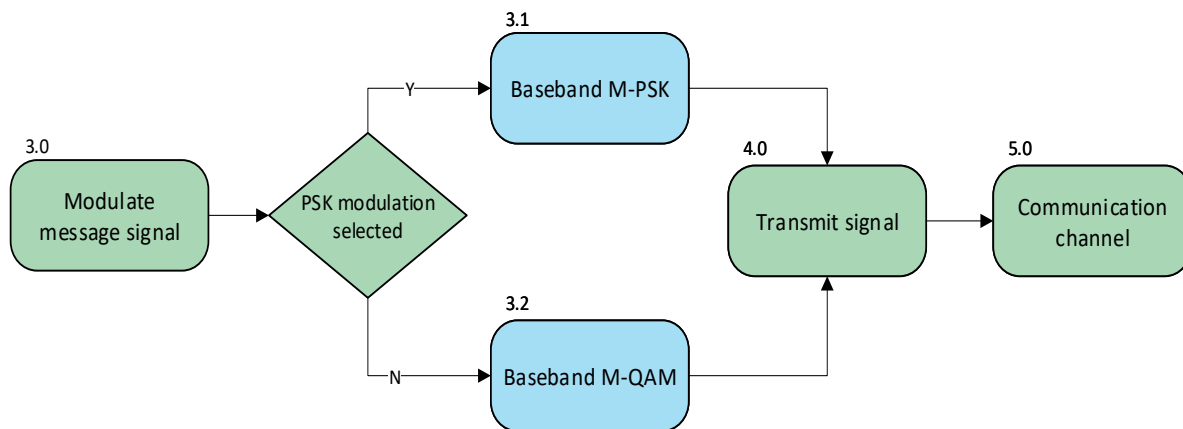 3.0
Modulate
message signal
PSK modulation
selected
Y
3.1
Baseband M-PSK
N
3.2
Baseband M-QAM
4.0
Transmit signal
5.0
Communication
channel